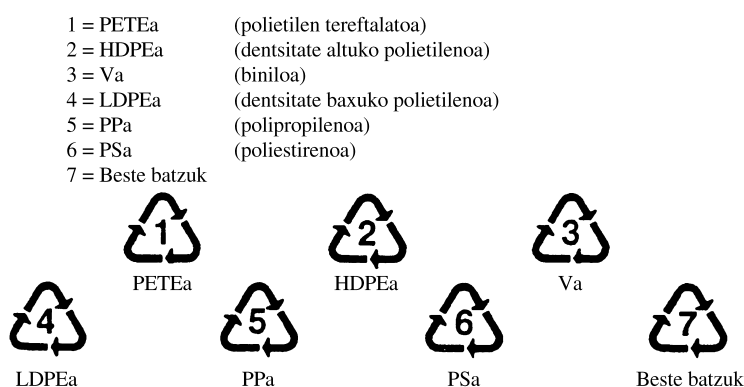 1 = PETEa (polietilen tereftalatoa)
2 = HDPEa (dentsitate altuko polietilenoa)
3 = Va (biniloa)
4 = LDPEa (dentsitate baxuko polietilenoa)
5 = PPa (polipropilenoa)
6 = PSa (poliestirenoa)
7 = Beste batzuk
1 2 3
PETEa HDPEa Va
4 5 6 7
LDPEa PPa PSa Beste batzuk